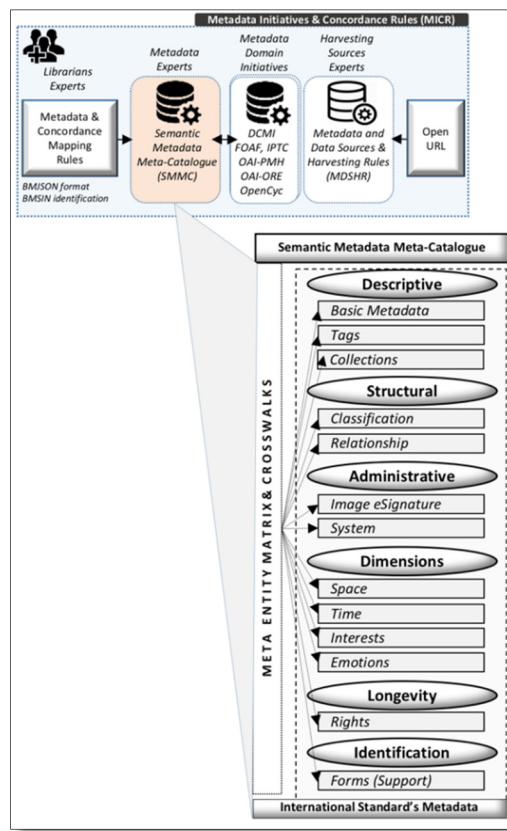 Metadata Initiatives & Concordance Rules (MICR)
Librarians
Experts
Metadata
Experts
Metadata
Domain
Initiatives
Harvesting
Sources
Experts
Metadata &
Concordance
Mapping
Rules
BMJSON format
BMSIN identification
Semantic
Metadata
Meta-Catalogue
(SMMC)
DCMI
FOAF, IPTC
OAI-PMH
OAI-ORE
OpenCyc
Metadata and
Data Sources &
Harvesting Rules
(MDSHR)
Open
URL
Semantic Metadata Meta-Catalogue
META ENTITY MATRIX & CROSSWALKS
Descriptive
Basic Metadata
Tags
Collections
Structural
Classification
Relationship
Administrative
Image eSignature
System
Dimensions
Space
Time
Interests
Emotions
Longevity
Rights
Identification
Forms (Support)
International Standard's Metadata